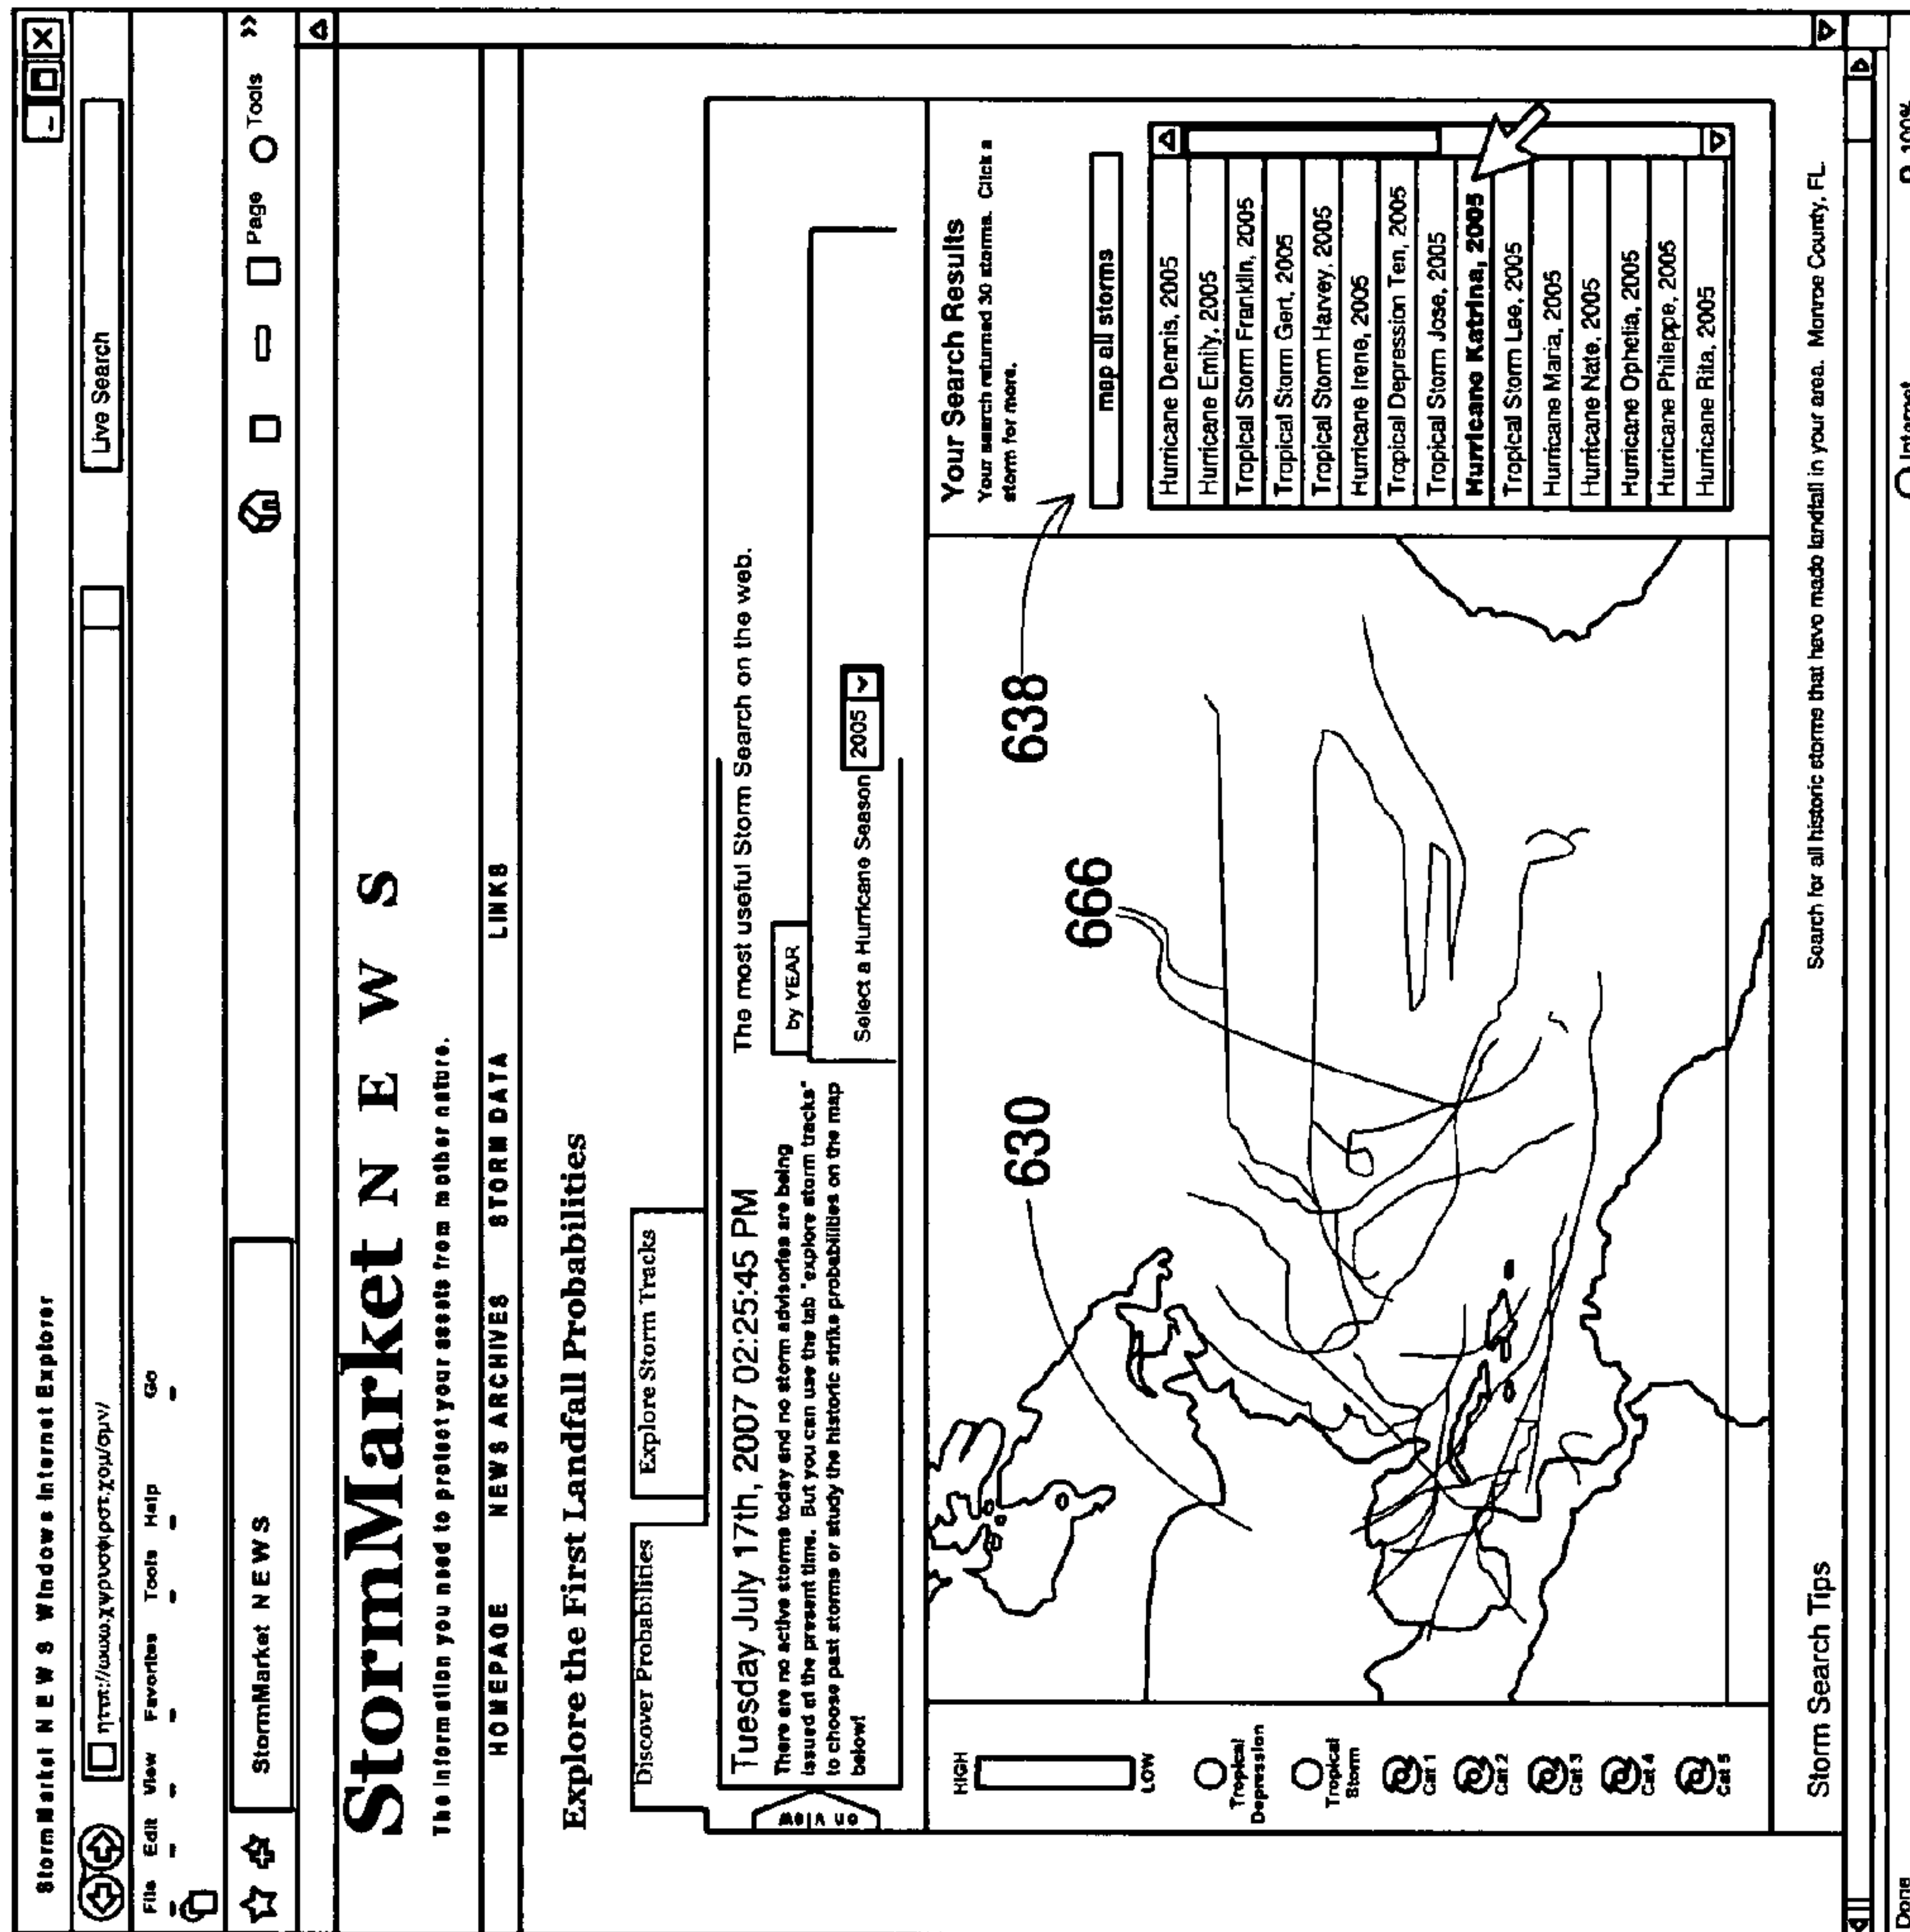 StormMarket N E W S Windows Internet Explorer
ηττπ://ωωω.χψρυσφιρστ.χομ/σμν/
Live Search
File Edit View Favorites Tools Help Go
StormMarket N E W S
Page
Tools
»
StormMarket N E W S
The information you need to protect your assets from mother nature.
HOMEPAGE NEWS ARCHIVES STORM DATA LINKS
Explore the First Landfall Probabilities
Discover Probabilities
Explore Storm Tracks
Tuesday July 17th, 2007 02:25:45 PM
There are no active storms today and no storm advisories are being
issued at the present time. But you can use the tab "explore storm tracks"
to choose past storms or study the historic strike probabilities on the map
below!
The most useful Storm Search on the web.
by YEAR
Select a Hurricane Season 2005
HIGH
LOW
Tropical
Depression
Tropical
Storm
Cat 1
Cat 2
Cat 3
Cat 4
Cat 5
630
666
638
Your Search Results
Your search returned 30 storms. Click a
storm for more.
map all storms
Hurricane Dennis, 2005
Hurricane Emily, 2005
Tropical Storm Franklin, 2005
Tropical Storm Gert, 2005
Tropical Storm Harvey, 2005
Hurricane Irene, 2005
Tropical Depression Ten, 2005
Tropical Storm Jose, 2005
Hurricane Katrina, 2005
Tropical Storm Lee, 2005
Hurricane Maria, 2005
Hurricane Nate, 2005
Hurricane Ophelia, 2005
Hurricane Phileppe, 2005
Hurricane Rita, 2005
Storm Search Tips
Search for all historic storms that havo mado landfall in your area. Monroe County, FL.
Done
Internet
100%